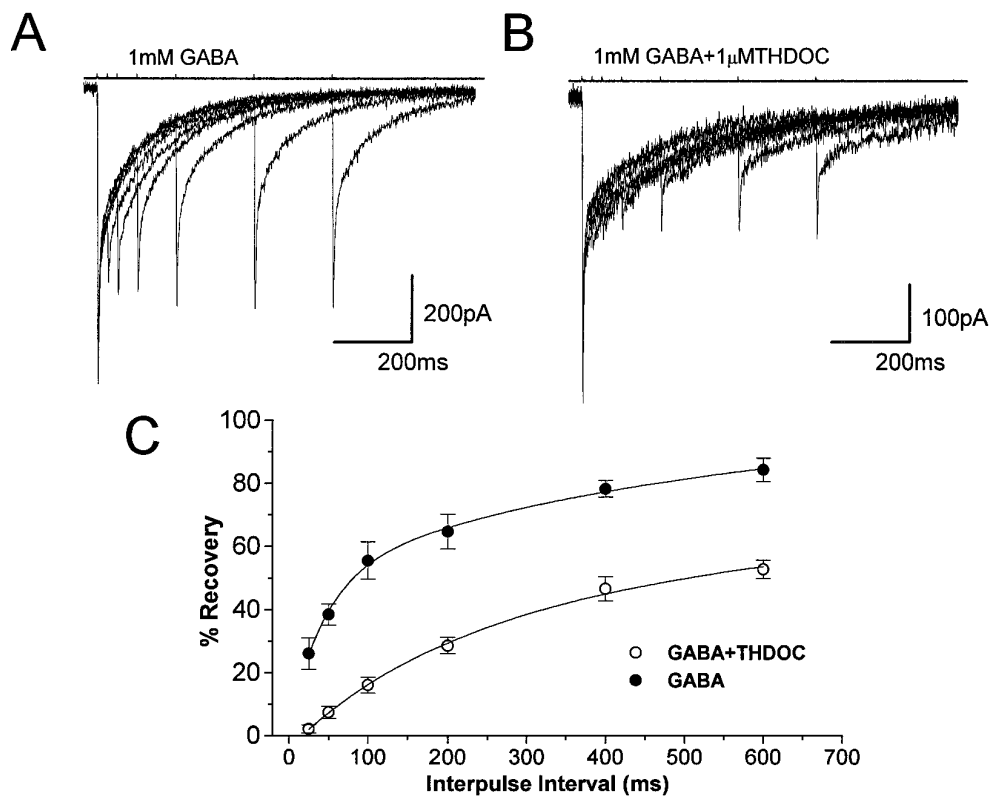 A
1mM GABA
200pA
200ms
B
1mM GABA+1μMTHDOC
100pA
200ms
C
% Recovery
100
80
60
40
20
0
GABA+THDOC
GABA
0 100 200 300 400 500 600 700
Interpulse Interval (ms)